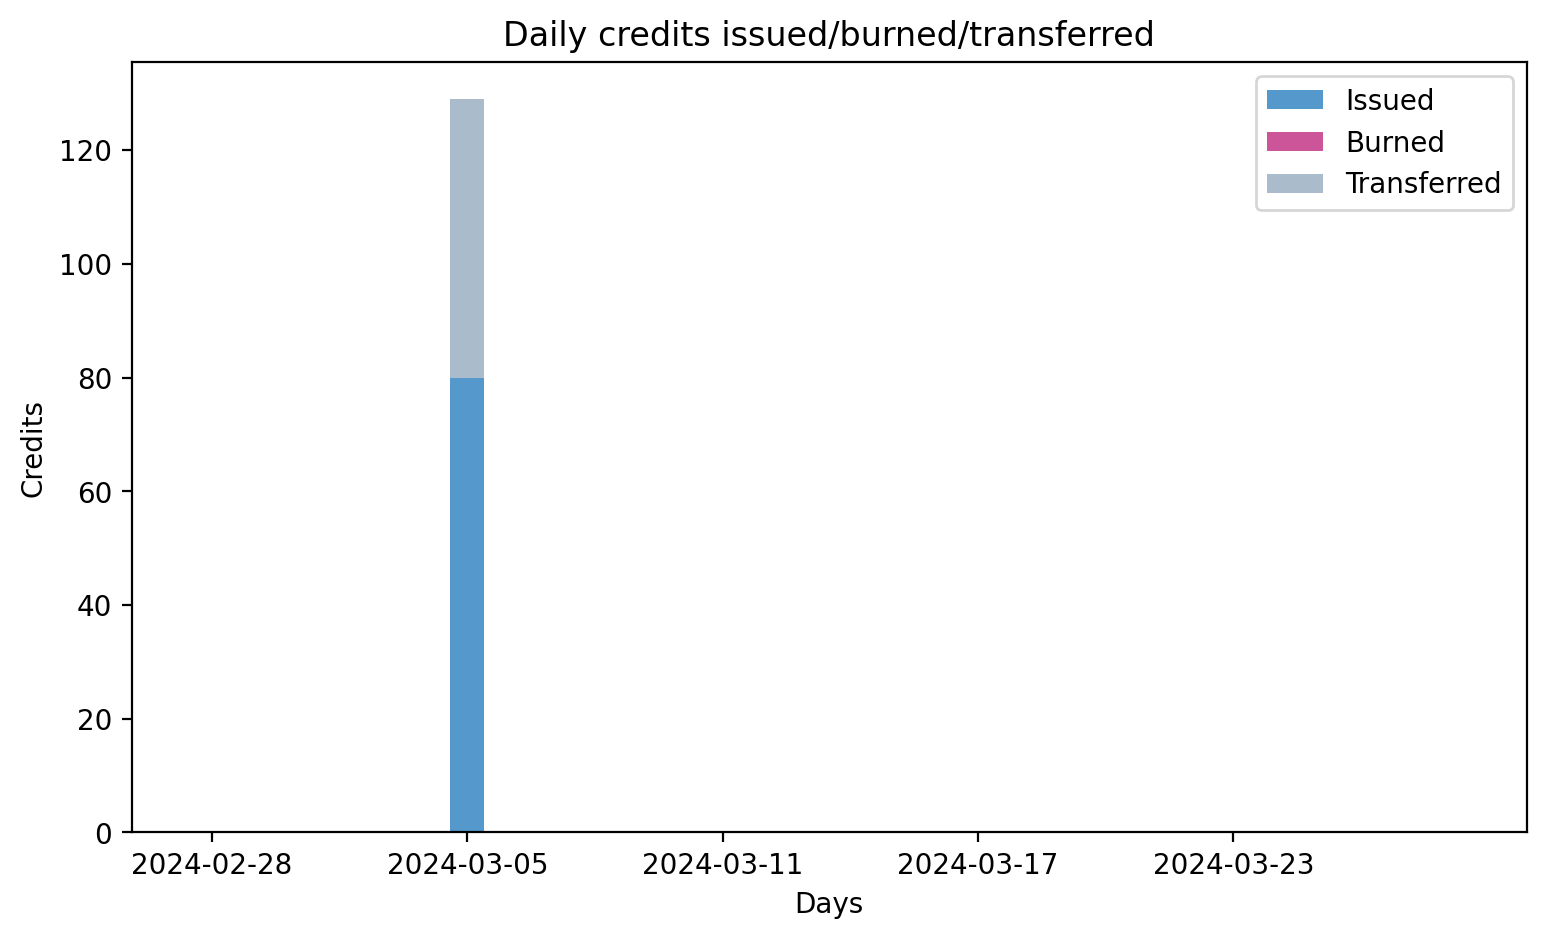 Daily credits issued/burned/transferred
Issued
Burned
Transferred
120
100
80
60
40
20
0
Credits
2024-02-28
2024-03-05
2024-03-11
2024-03-17
2024-03-23
Days